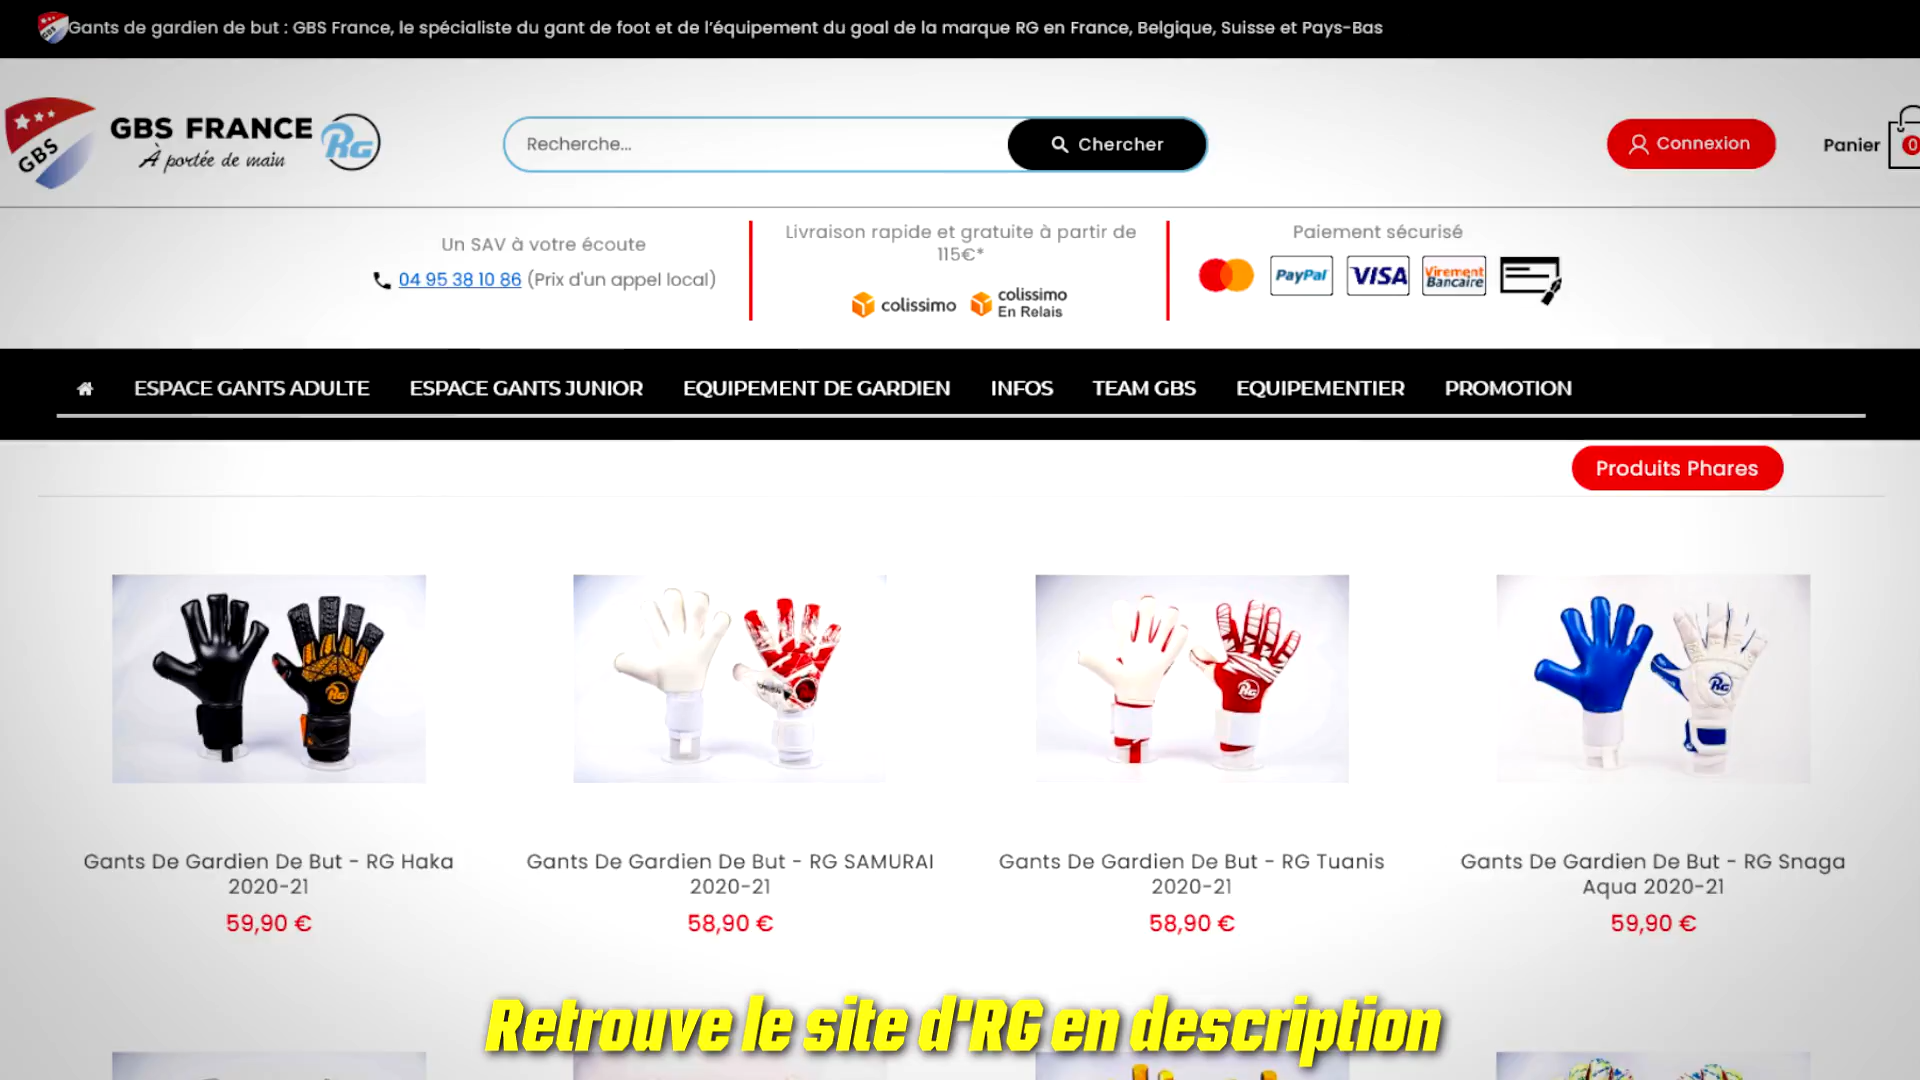 Gants de gardien de but : GBS France, le spécialiste du gant de foot et de l’équipement du goal de la marque RG en France, Belgique, Suisse et Pays-Bas
GBS
GBS FRANCE
À portée de main
RG
Recherche...
Chercher
Connexion
Panier
0
Un SAV à votre écoute
04 95 38 10 86 (Prix d'un appel local)
Livraison rapide et gratuite à partir de
115€*
colissimo
colissimo
En Relais
Paiement sécurisé
PayPal
VISA
Virement
Bancaire
ESPACE GANTS ADULTE ESPACE GANTS JUNIOR EQUIPEMENT DE GARDIEN INFOS TEAM GBS EQUIPEMENTIER PROMOTION
Produits Phares
Gants De Gardien De But - RG Haka
2020-21
59,90 €
Gants De Gardien De But - RG SAMURAI
2020-21
58,90 €
Gants De Gardien De But - RG Tuanis
2020-21
58,90 €
Gants De Gardien De But - RG Snaga
Aqua 2020-21
59,90 €
Retrouve le site d'RG en description